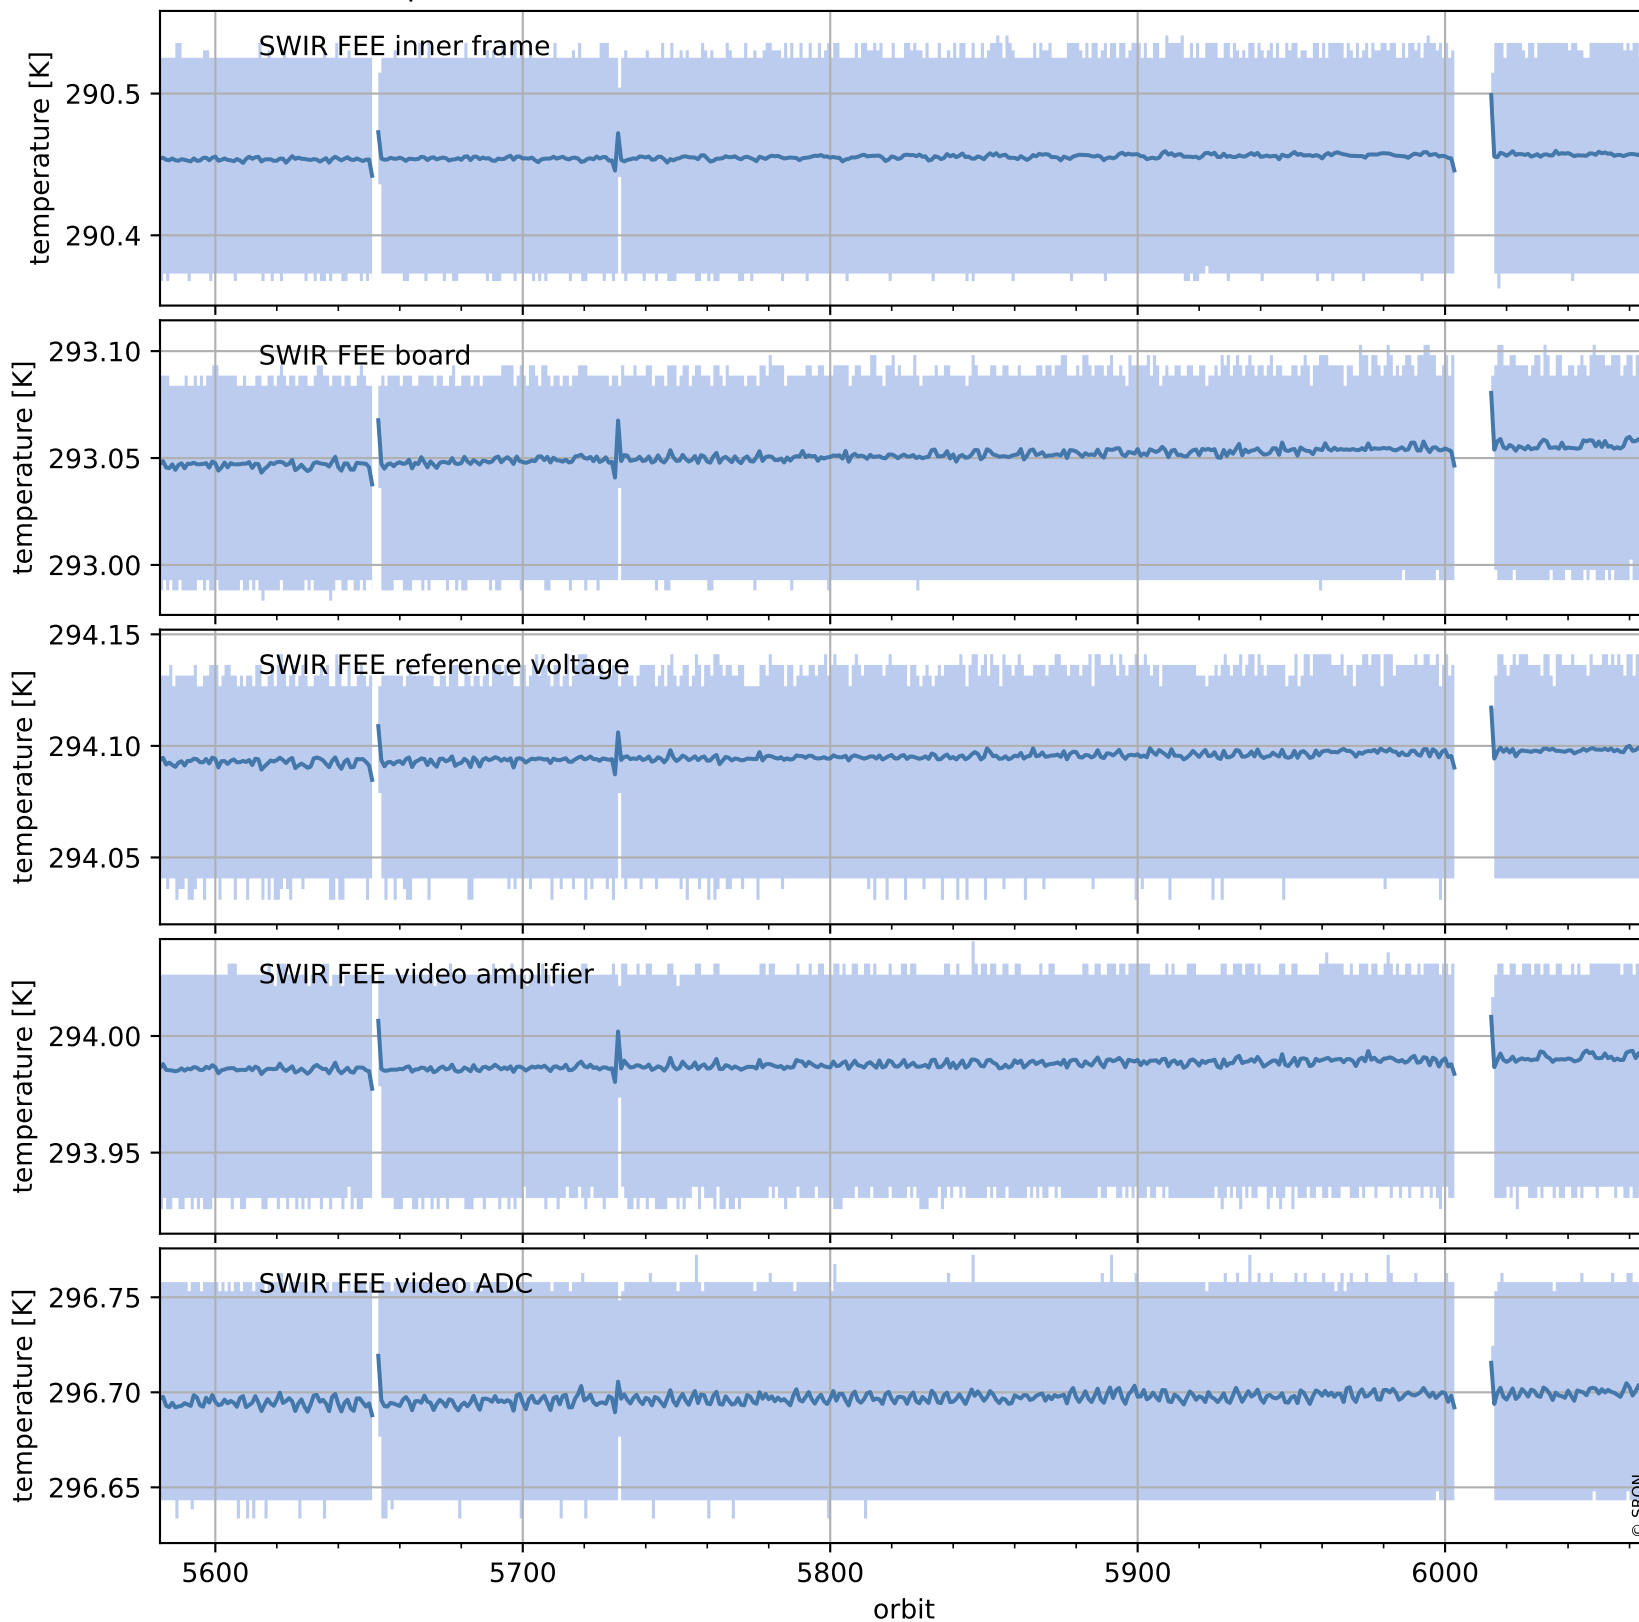 SWIR FEE inner frame
temperature [K]
290.5
290.4
SWIR FEE board
temperature [K]
293.10
293.05
293.00
SWIR FEE reference voltage
temperature [K]
294.15
294.10
294.05
SWIR FEE video amplifier
temperature [K]
294.00
293.95
SWIR FEE video ADC
temperature [K]
296.75
296.70
296.65
© SRON
5600 5700 5800 5900 6000
orbit